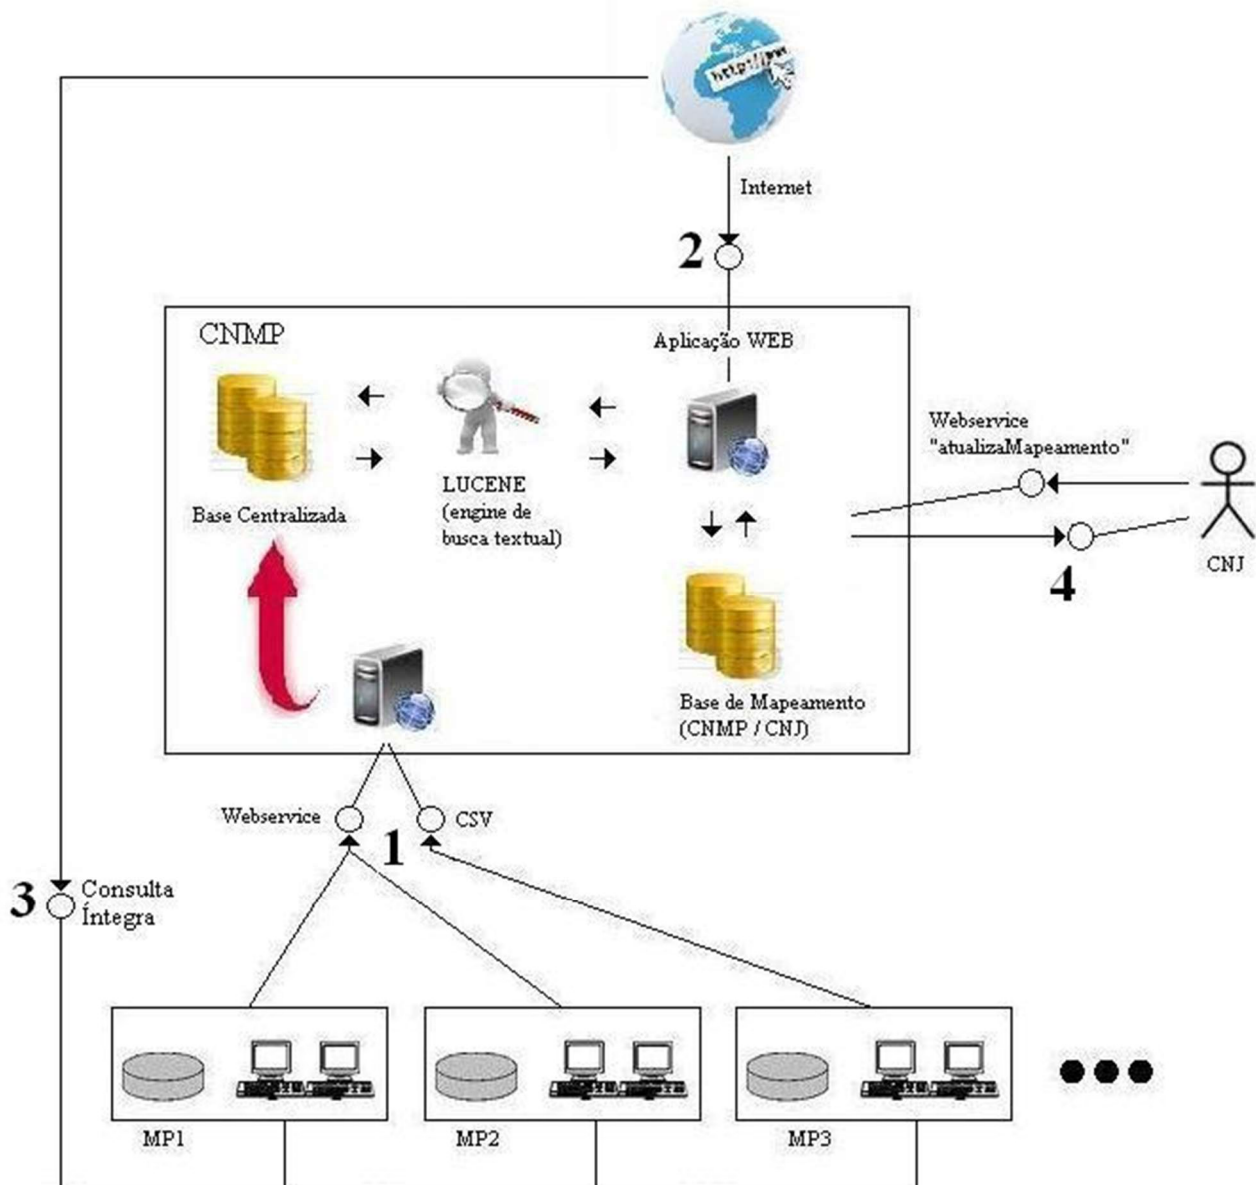 http://ww
Internet
2
CNMP
Aplicação WEB
Webservice
"atualizaMapeamento"
LUCENE
(engine de
busca textual)
Base Centralizada
CNJ
4
Base de Mapeamento
(CNMP / CNJ)
Webservice
CSV
1
3
Consulta
Íntegra
MP1
MP2
MP3